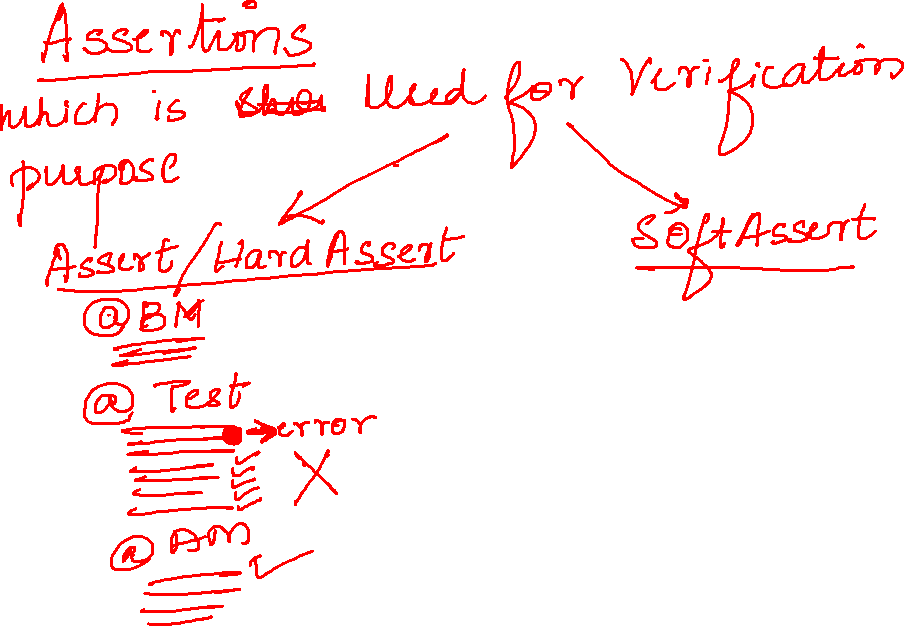 Assertions
which is used for Verification
purpose
Assert/HardAssert
SoftAssert
@BM
@Test
error
@AM